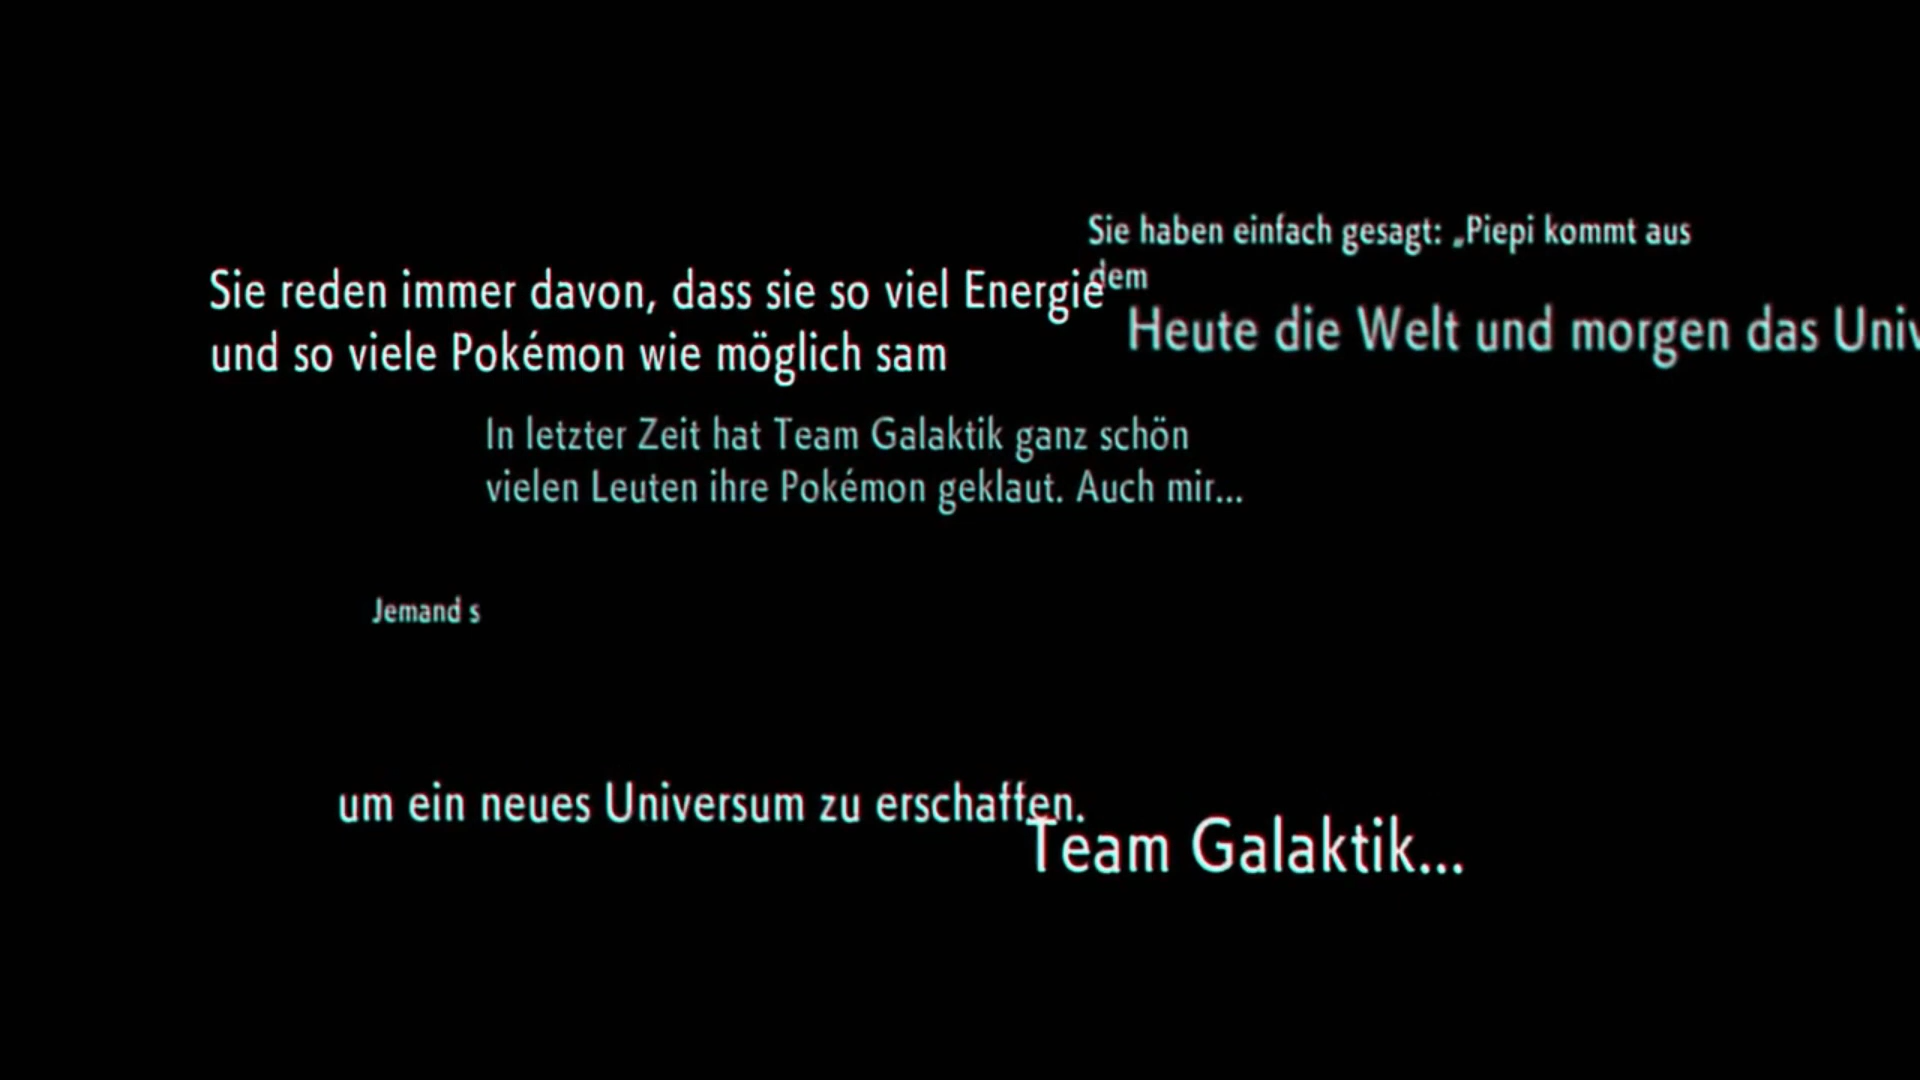 Sie haben einfach gesagt: „Piepi kommt aus
dem
Sie reden immer davon, dass sie so viel Energie
und so viele Pokémon wie möglich sam
Heute die Welt und morgen das Univ
In letzter Zeit hat Team Galaktik ganz schön
vielen Leuten ihre Pokémon geklaut. Auch mir...
Jemand s
um ein neues Universum zu erschaffen.
Team Galaktik...